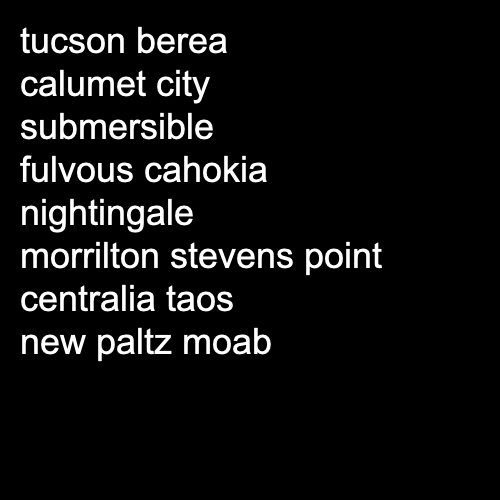 tucson berea
calumet city
submersible
fulvous cahokia
nightingale
morrilton stevens point
centralia taos
new paltz moab